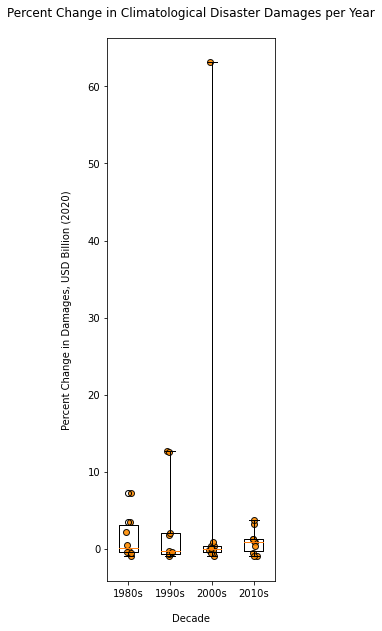 Percent Change in Climatological Disaster Damages per Year
Percent Change in Damages, USD Billion (2020)
60
50
40
30
20
10
0
1980s 1990s 2000s 2010s
Decade